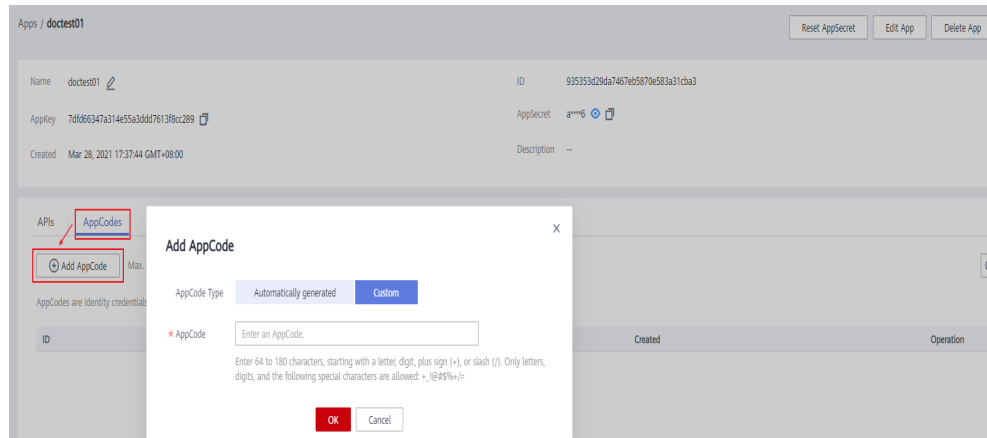 Apps / doctest01
Reset AppSecret Edit App Delete App
Name doctest01 ID 935353d29da7467eb5870e583a31cba3
AppKey 7dfd66347a314e55a3ddd7613f8cc289 AppSecret a****6
Created Mar 28, 2021 17:37:44 GMT+08:00 Description --
APIs AppCodes
Add AppCode Max.
AppCodes are identity credentials
ID Created Operation
Add AppCode X
AppCode Type Automatically generated Custom
* AppCode Enter an AppCode.
Enter 64 to 180 characters, starting with a letter, digit, plus sign (+), or slash (/). Only letters,
digits, and the following special characters are allowed: +_!@#$%+/=
OK Cancel